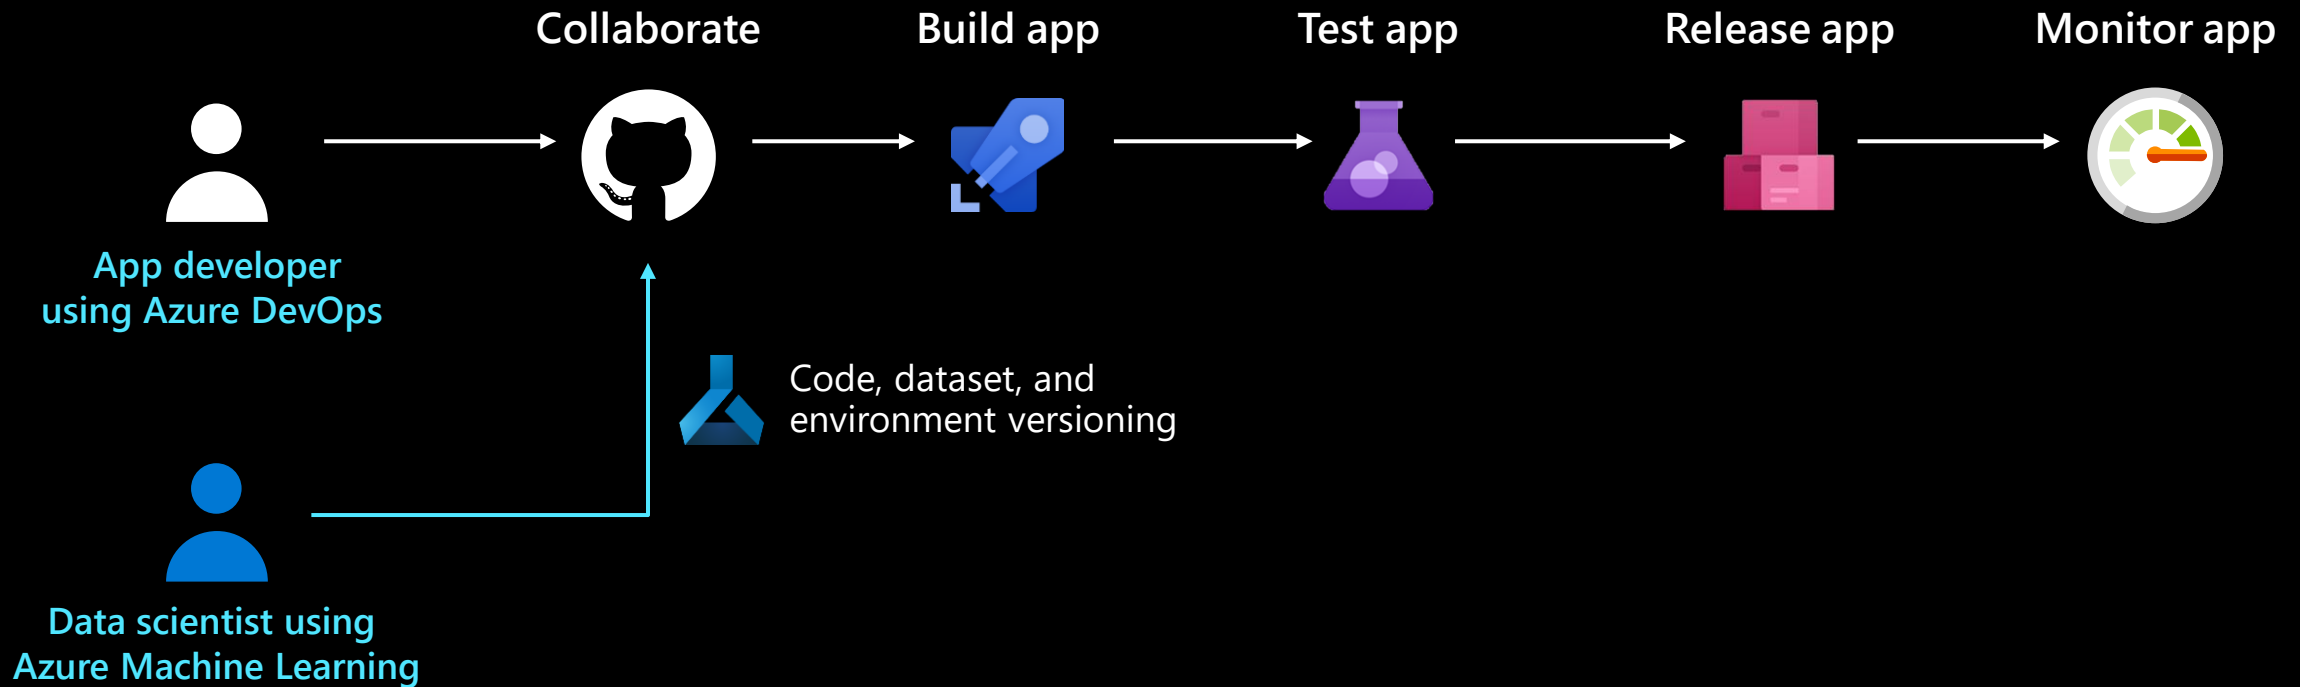 Collaborate
Build app
Test app
Release app
Monitor app
App developer
using Azure DevOps
Code, dataset, and
environment versioning
Data scientist using
Azure Machine Learning